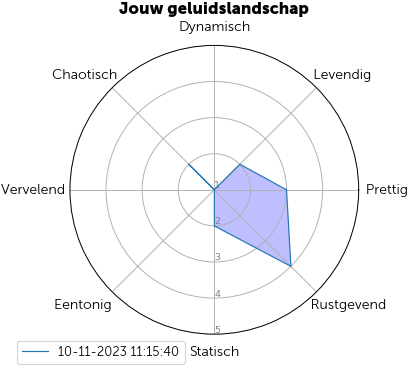 Jouw geluidslandschap
Dynamisch
Chaotisch
Levendig
1
Vervelend
Prettig
2
3
4
Eentonig
Rustgevend
5
10-11-2023 11:15:40
Statisch